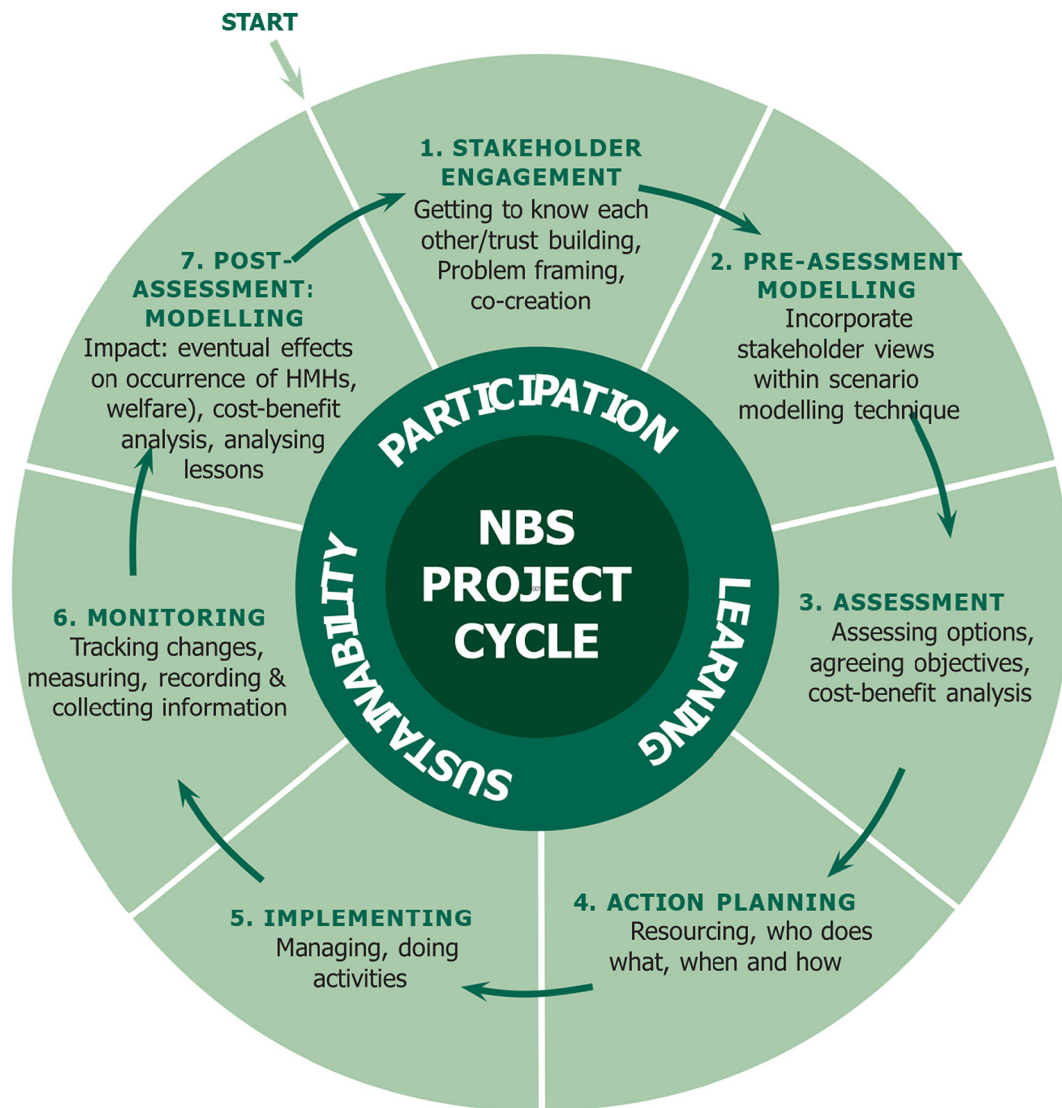 START
1. STAKEHOLDER
ENGAGEMENT
Getting to know each
other/trust building,
Problem framing,
co-creation
2. PRE-ASESSMENT
MODELLING
Incorporate
stakeholder views
within scenario
modelling technique
3. ASSESSMENT
Assessing options,
agreeing objectives,
cost-benefit analysis
4. ACTION PLANNING
Resourcing, who does
what, when and how
5. IMPLEMENTING
Managing, doing
activities
6. MONITORING
Tracking changes,
measuring, recording &
collecting information
7. POST-
ASSESSMENT:
MODELLING
Impact: eventual effects
on occurrence of HMHs,
welfare), cost-benefit
analysis, analysing
lessons
PARTICIPATION
LEARNING
SUSTAINABILITY
NBS
PROJECT
CYCLE